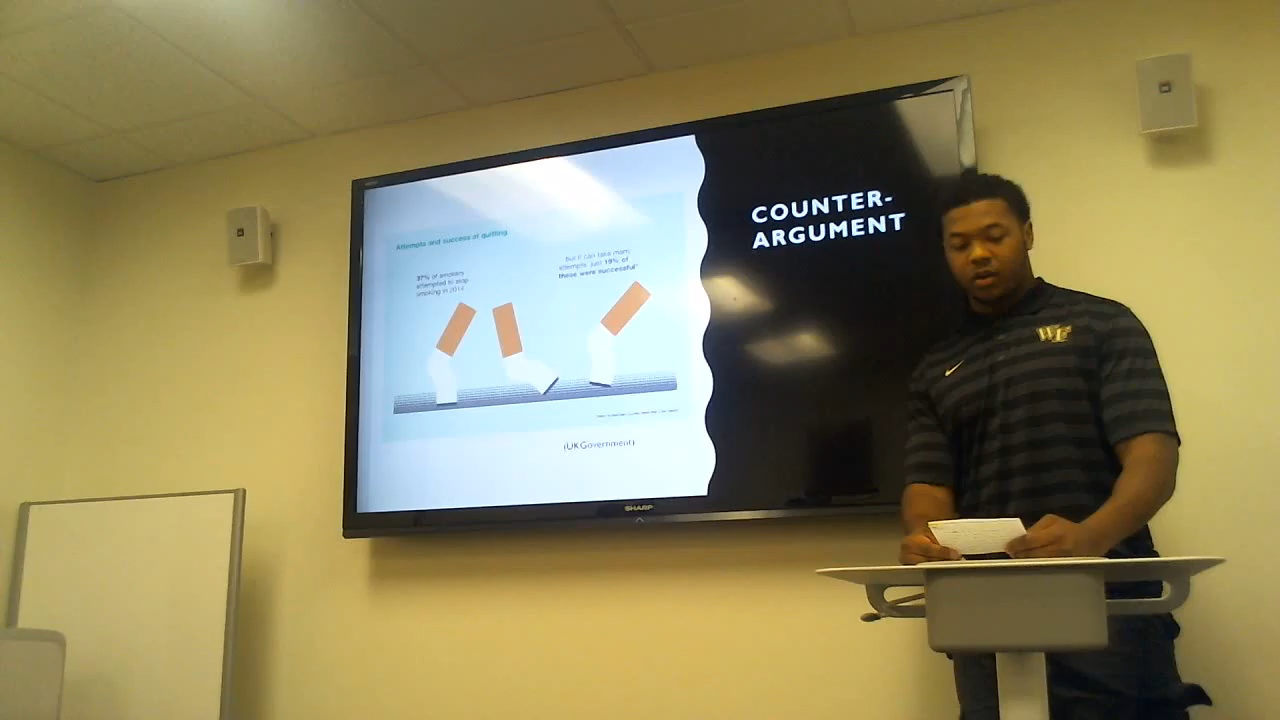 Attempts and success of quitting
37% of smokers
attempted to stop
smoking in 2014
but it can take many
attempts. Just 19% of
these were successful
(UK Government)
COUNTER-
ARGUMENT
WF
SHARP